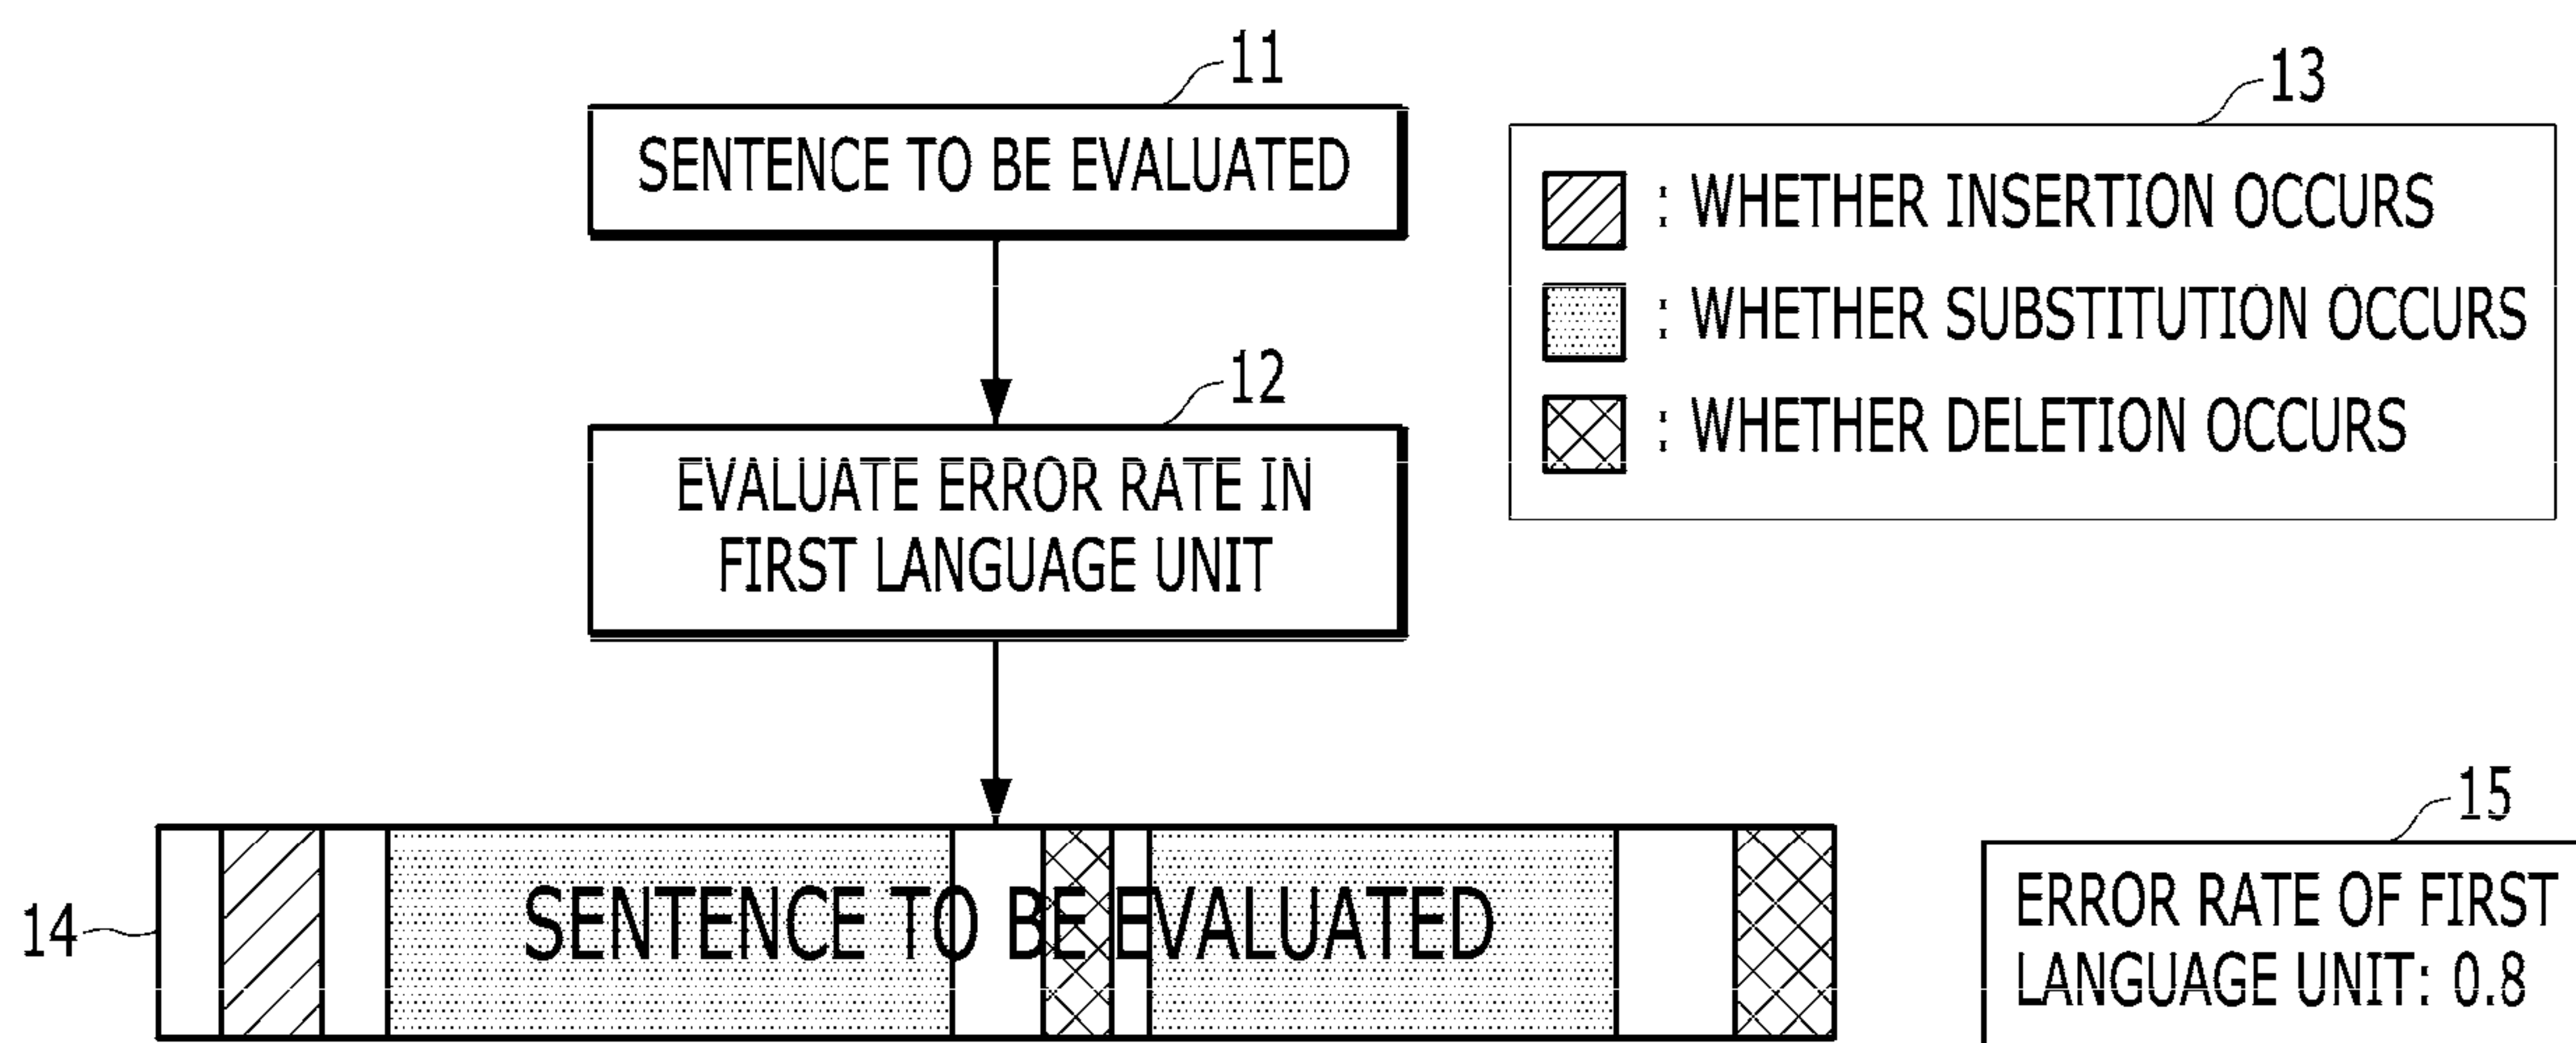 11
SENTENCE TO BE EVALUATED
13
: WHETHER INSERTION OCCURS
: WHETHER SUBSTITUTION OCCURS
: WHETHER DELETION OCCURS
12
EVALUATE ERROR RATE IN
FIRST LANGUAGE UNIT
14
SENTENCE TO BE EVALUATED
15
ERROR RATE OF FIRST
LANGUAGE UNIT: 0.8